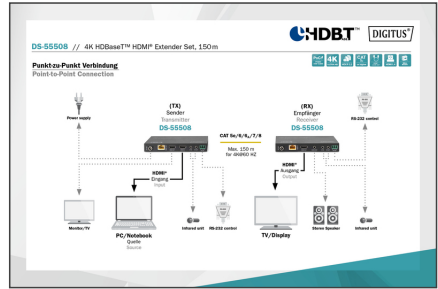 HDBT™
DIGITUS®
DS-55508 // 4K HDBaseT™ HDMI® Extender Set, 150 m
4K
Punkt-zu-Punkt Verbindung
Point-to-Point Connection
(TX)
Sender
Transmitter
DS-55508
(RX)
Empfänger
Receiver
DS-55508
Power supply
RS-232 control
CAT 5e/6/6A/7/8
Max. 150 m
for 4K@60 HZ
HDMI®
Eingang
Input
HDMI®
Ausgang
Output
Monitor/TV
PC/Notebook
Quelle
Source
Infrared unit
RS-232 control
TV/Display
Stereo Speaker
Infrared unit